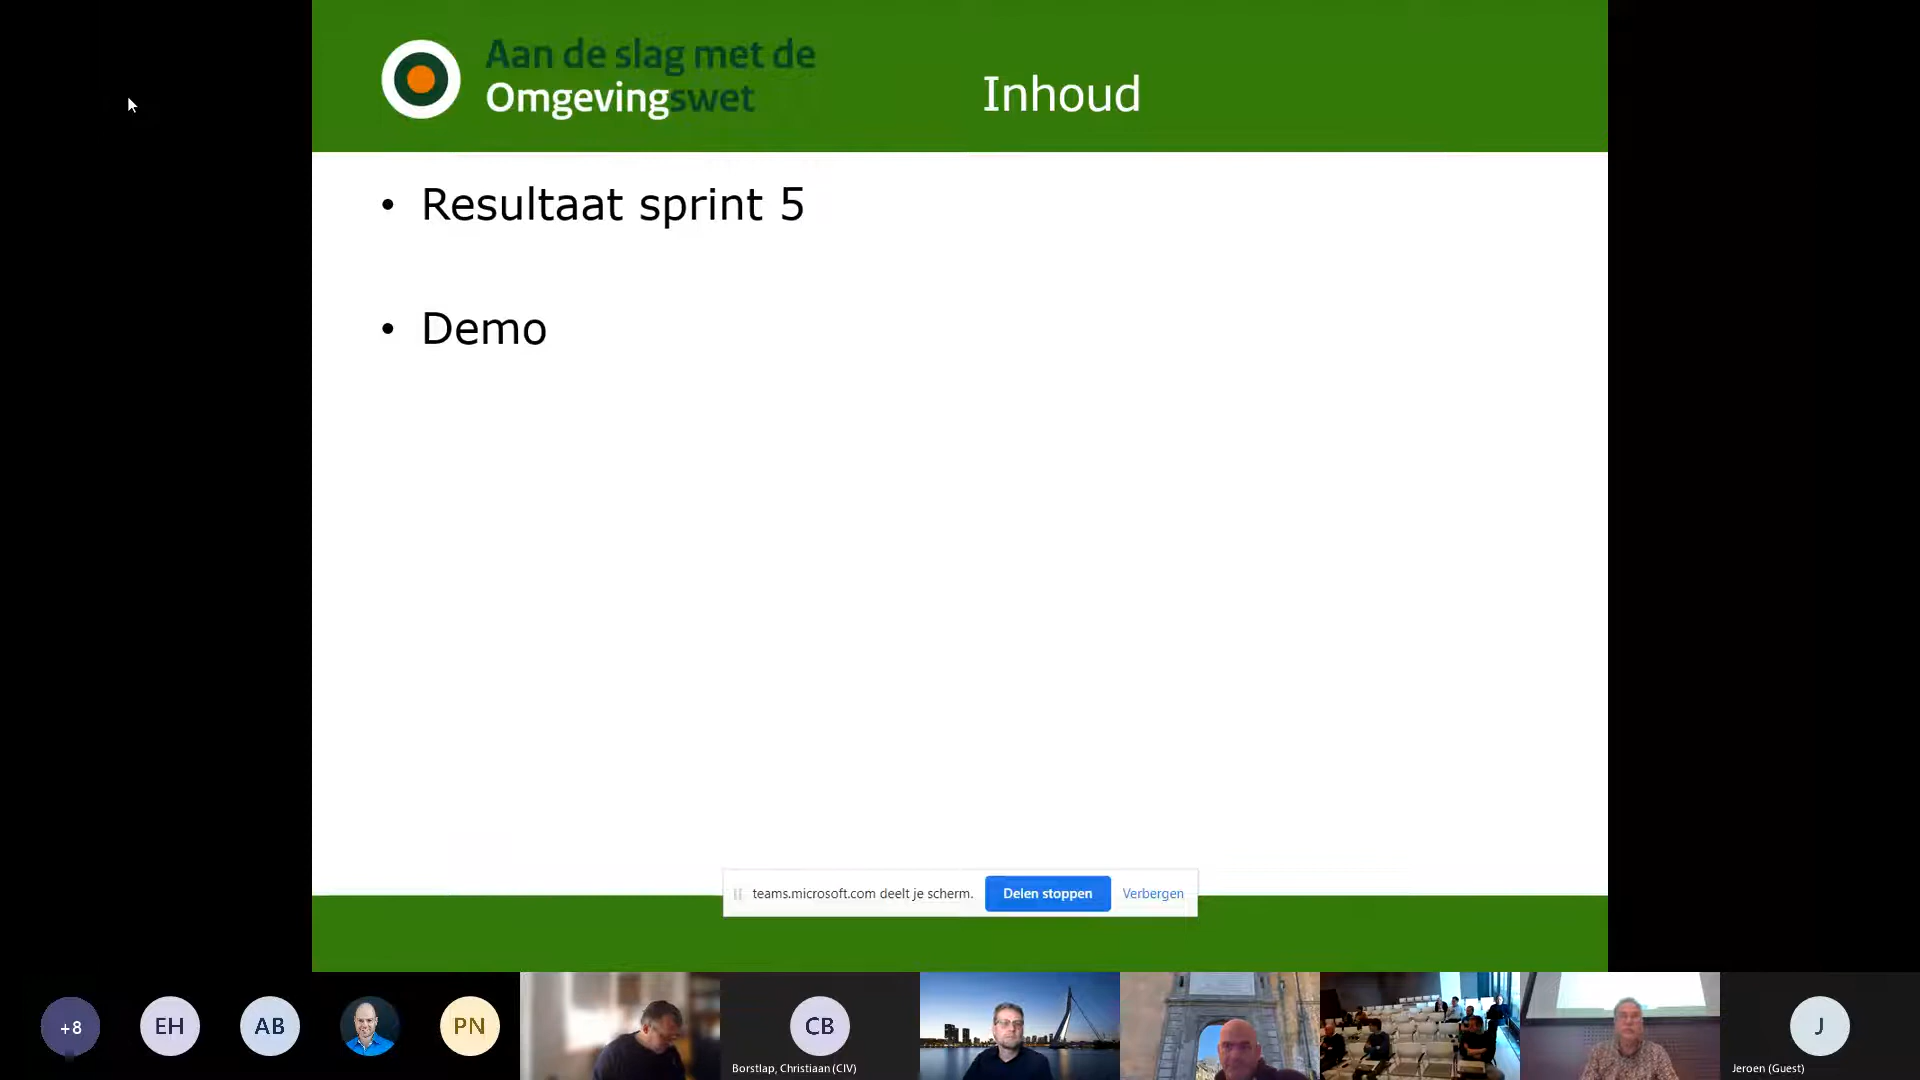 Aan de slag met de
Omgevingswet
Inhoud
• Resultaat sprint 5
• Demo
teams.microsoft.com deelt je scherm.
Delen stoppen
Verbergen
+8
EH
AB
PN
CB
Borstlap, Christiaan (CIV)
J
Jeroen (Guest)